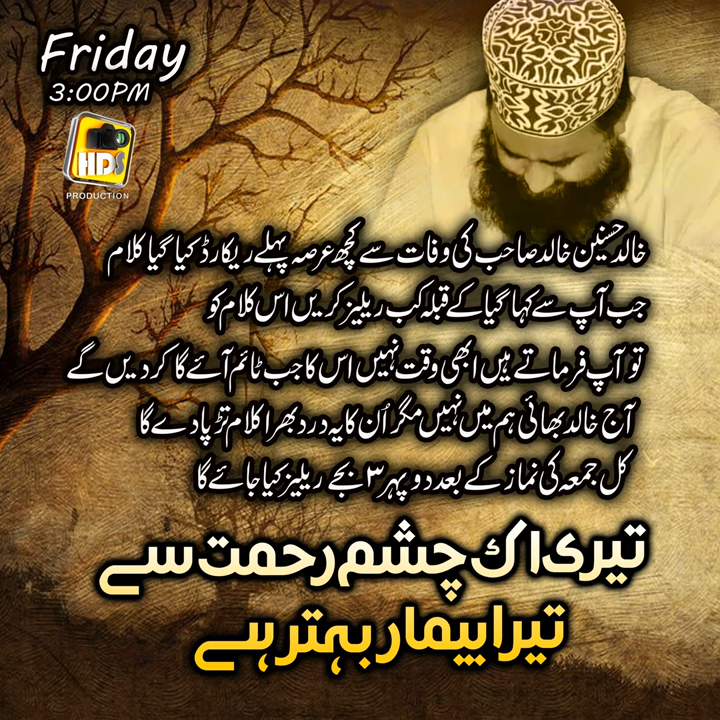 Friday
3:00PM
HDS
PRODUCTION
خالد حسنین خالد صاحب کی وفات سے کچھ عرصہ پہلے ریکارڈ کیا گیا کلام
جب آپ سے کہا گیا کے قبلہ کب ریلیز کریں اس کلام کو
تو آپ فرماتے ہیں ابھی وقت نہیں اس کا جب ٹائم آئے گا کر دیں گے
آج خالد بھائی ہم میں نہیں مگر اُن کا یہ درد بھرا کلام تڑپا دے گا
کل جمعہ کی نماز کے بعد دوپہر ۳ بجے ریلیز کیا جائے گا
تیری اک چشم رحمت سے
تیرا بیمار بہتر ہے